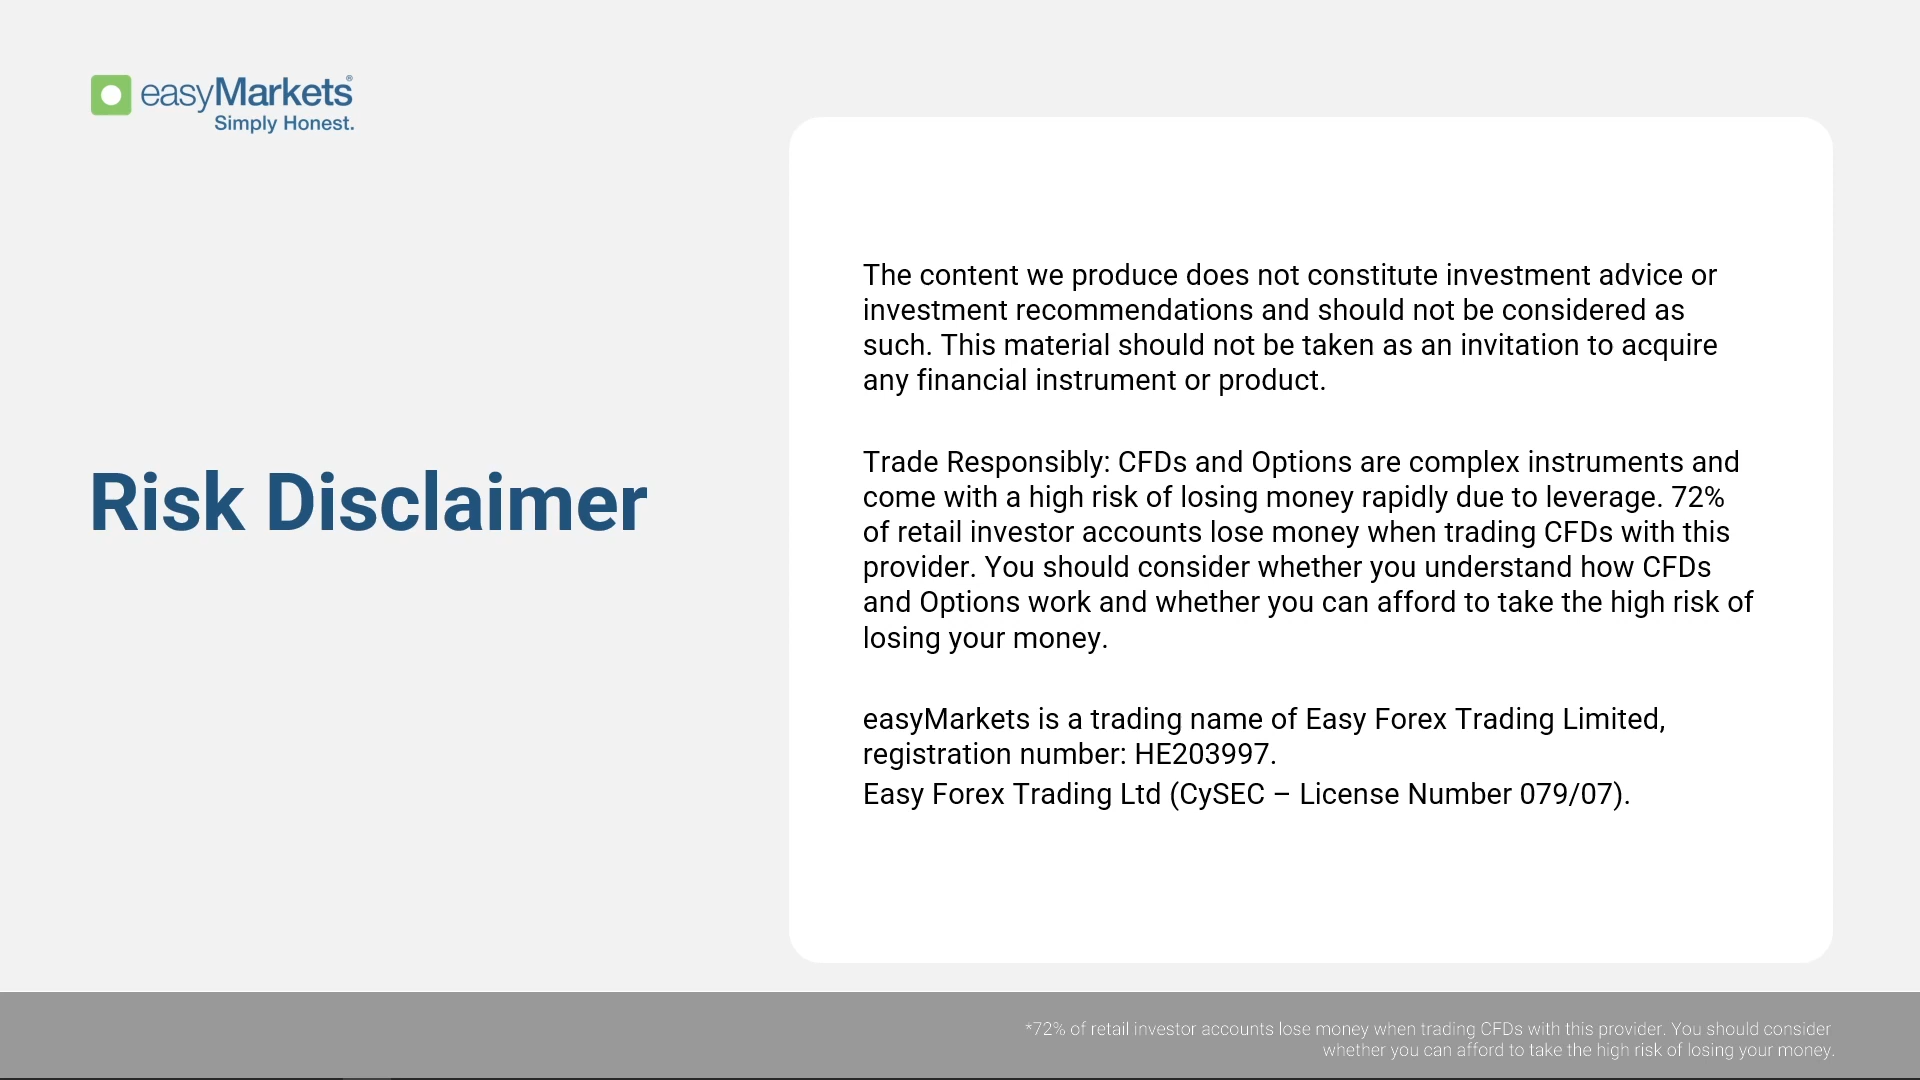 easyMarkets®
Simply Honest.
Risk Disclaimer
The content we produce does not constitute investment advice or
investment recommendations and should not be considered as
such. This material should not be taken as an invitation to acquire
any financial instrument or product.
Trade Responsibly: CFDs and Options are complex instruments and
come with a high risk of losing money rapidly due to leverage. 72%
of retail investor accounts lose money when trading CFDs with this
provider. You should consider whether you understand how CFDs
and Options work and whether you can afford to take the high risk of
losing your money.
easyMarkets is a trading name of Easy Forex Trading Limited,
registration number: HE203997.
Easy Forex Trading Ltd (CySEC – License Number 079/07).
*72% of retail investor accounts lose money when trading CFDs with this provider. You should consider
whether you can afford to take the high risk of losing your money.